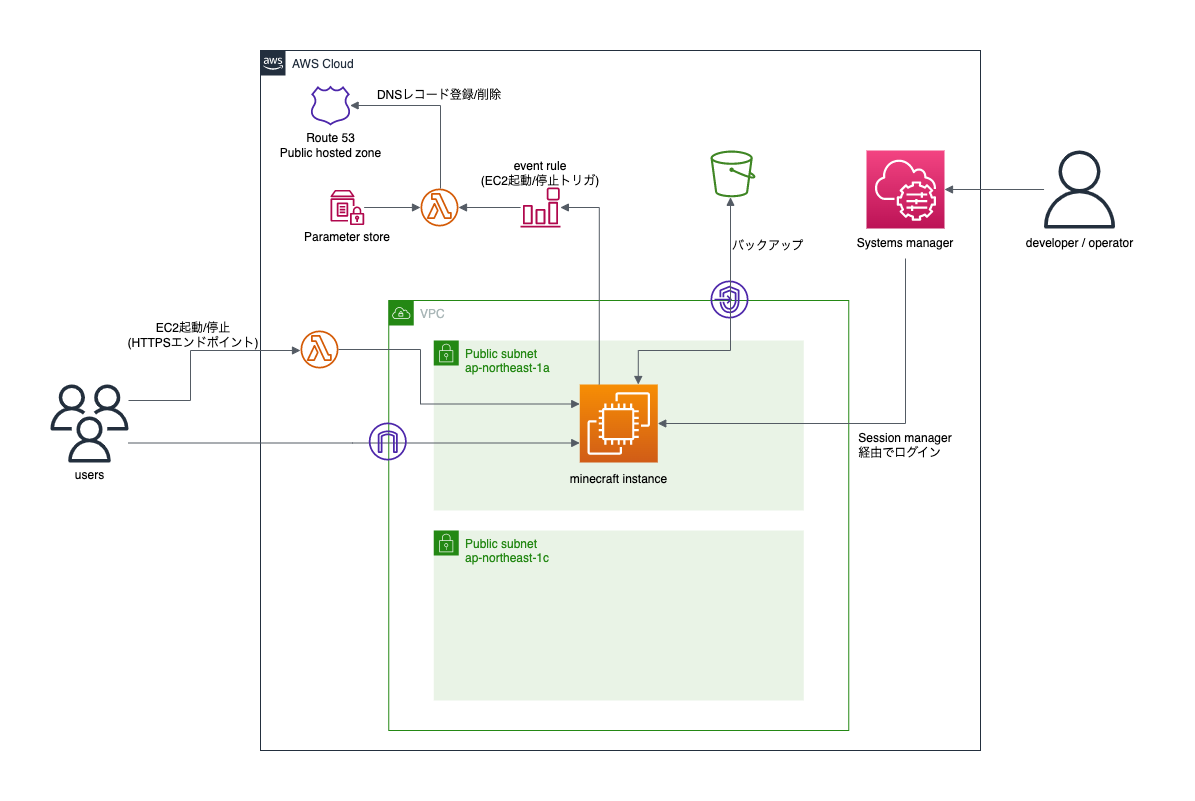 aws
AWS Cloud
DNSレコード登録/削除
Route 53
Public hosted zone
event rule
(EC2起動/停止トリガ)
Parameter store
バックアップ
Systems manager
developer / operator
EC2起動/停止
(HTTPSエンドポイント)
VPC
Public subnet
ap-northeast-1a
users
minecraft instance
Session manager
経由でログイン
Public subnet
ap-northeast-1c